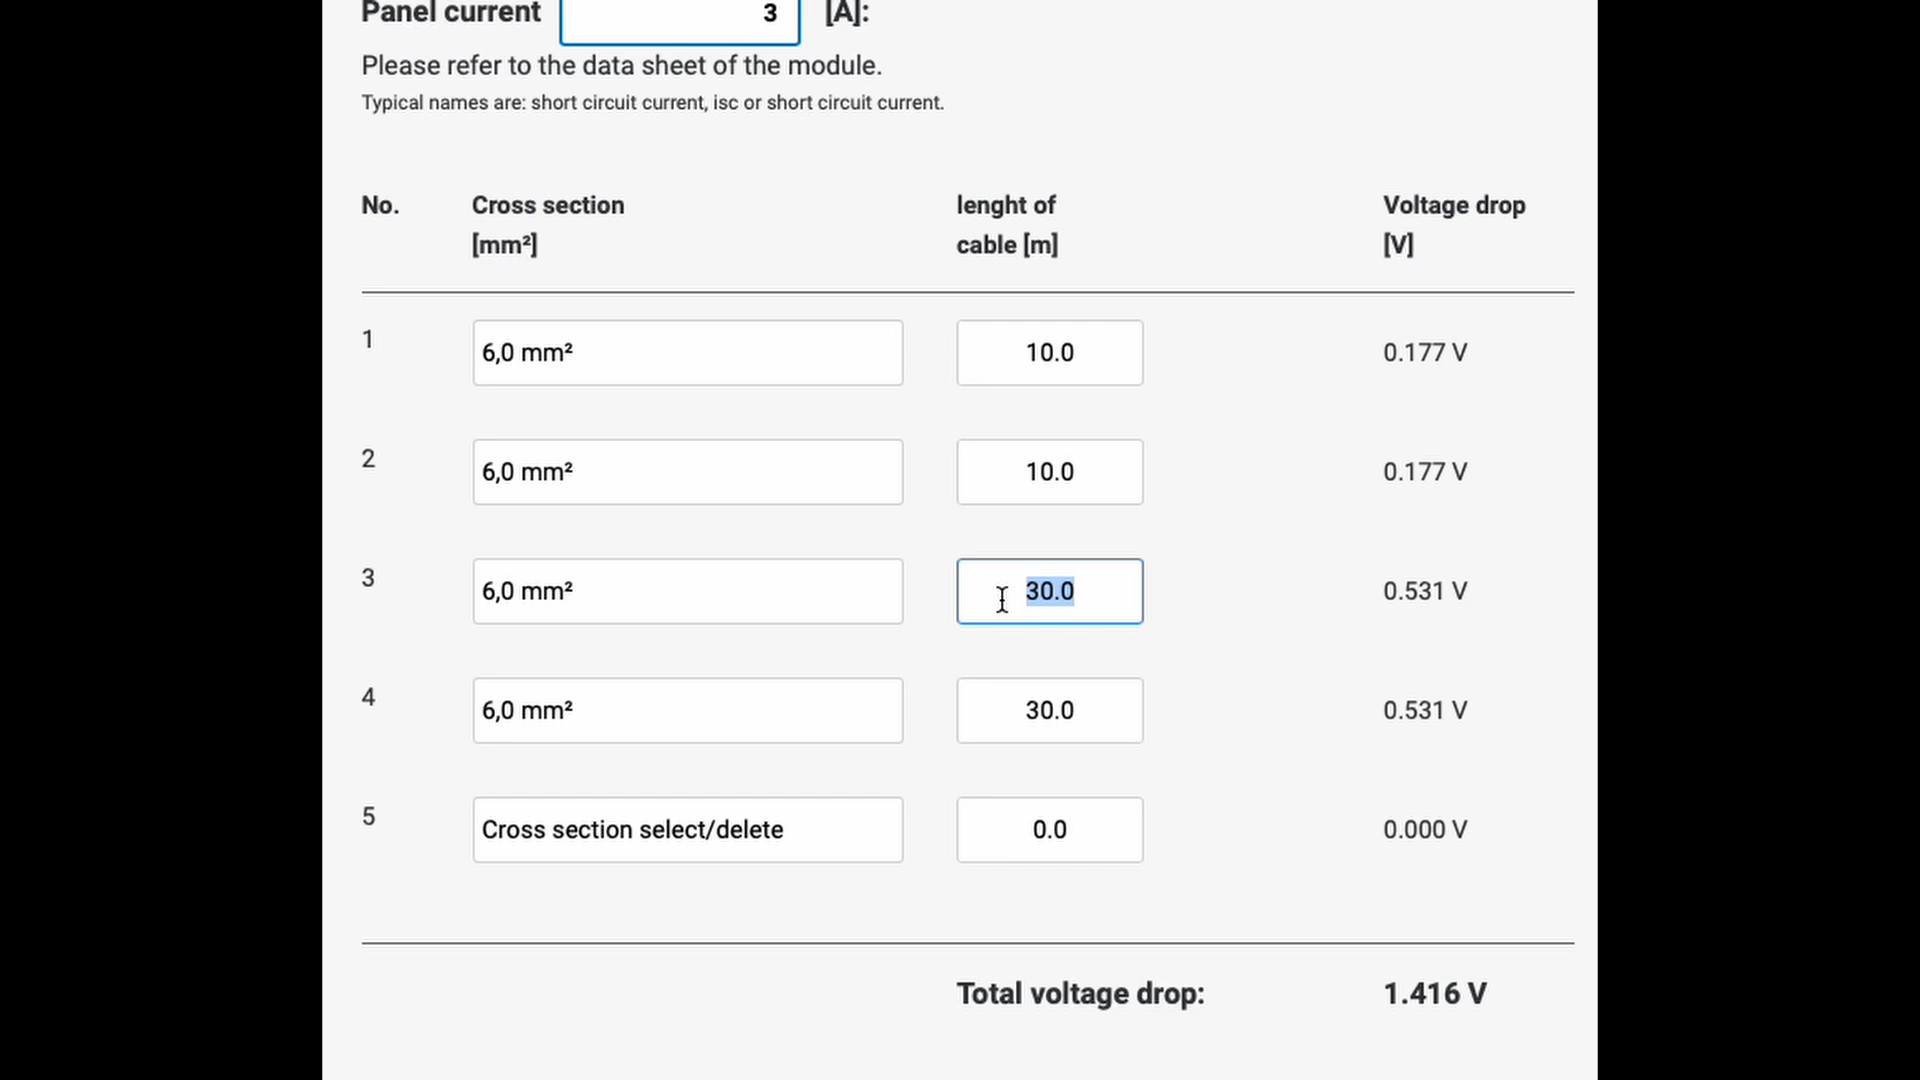 Panel current 3 [A]:
Please refer to the data sheet of the module.
Typical names are: short circuit current, isc or short circuit current.
No. Cross section [mm²] lenght of cable [m] Voltage drop [V]
1 6,0 mm² 10.0 0.177 V
2 6,0 mm² 10.0 0.177 V
3 6,0 mm² 30.0 0.531 V
4 6,0 mm² 30.0 0.531 V
5 Cross section select/delete 0.0 0.000 V
Total voltage drop: 1.416 V